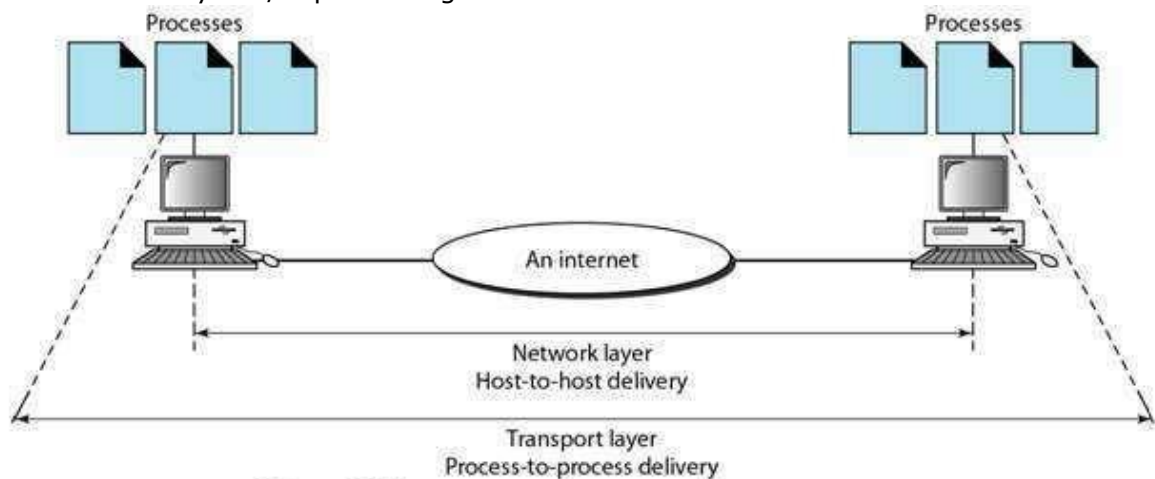 Processes
Processes
An internet
Network layer
Host-to-host delivery
Transport layer
Process-to-process delivery